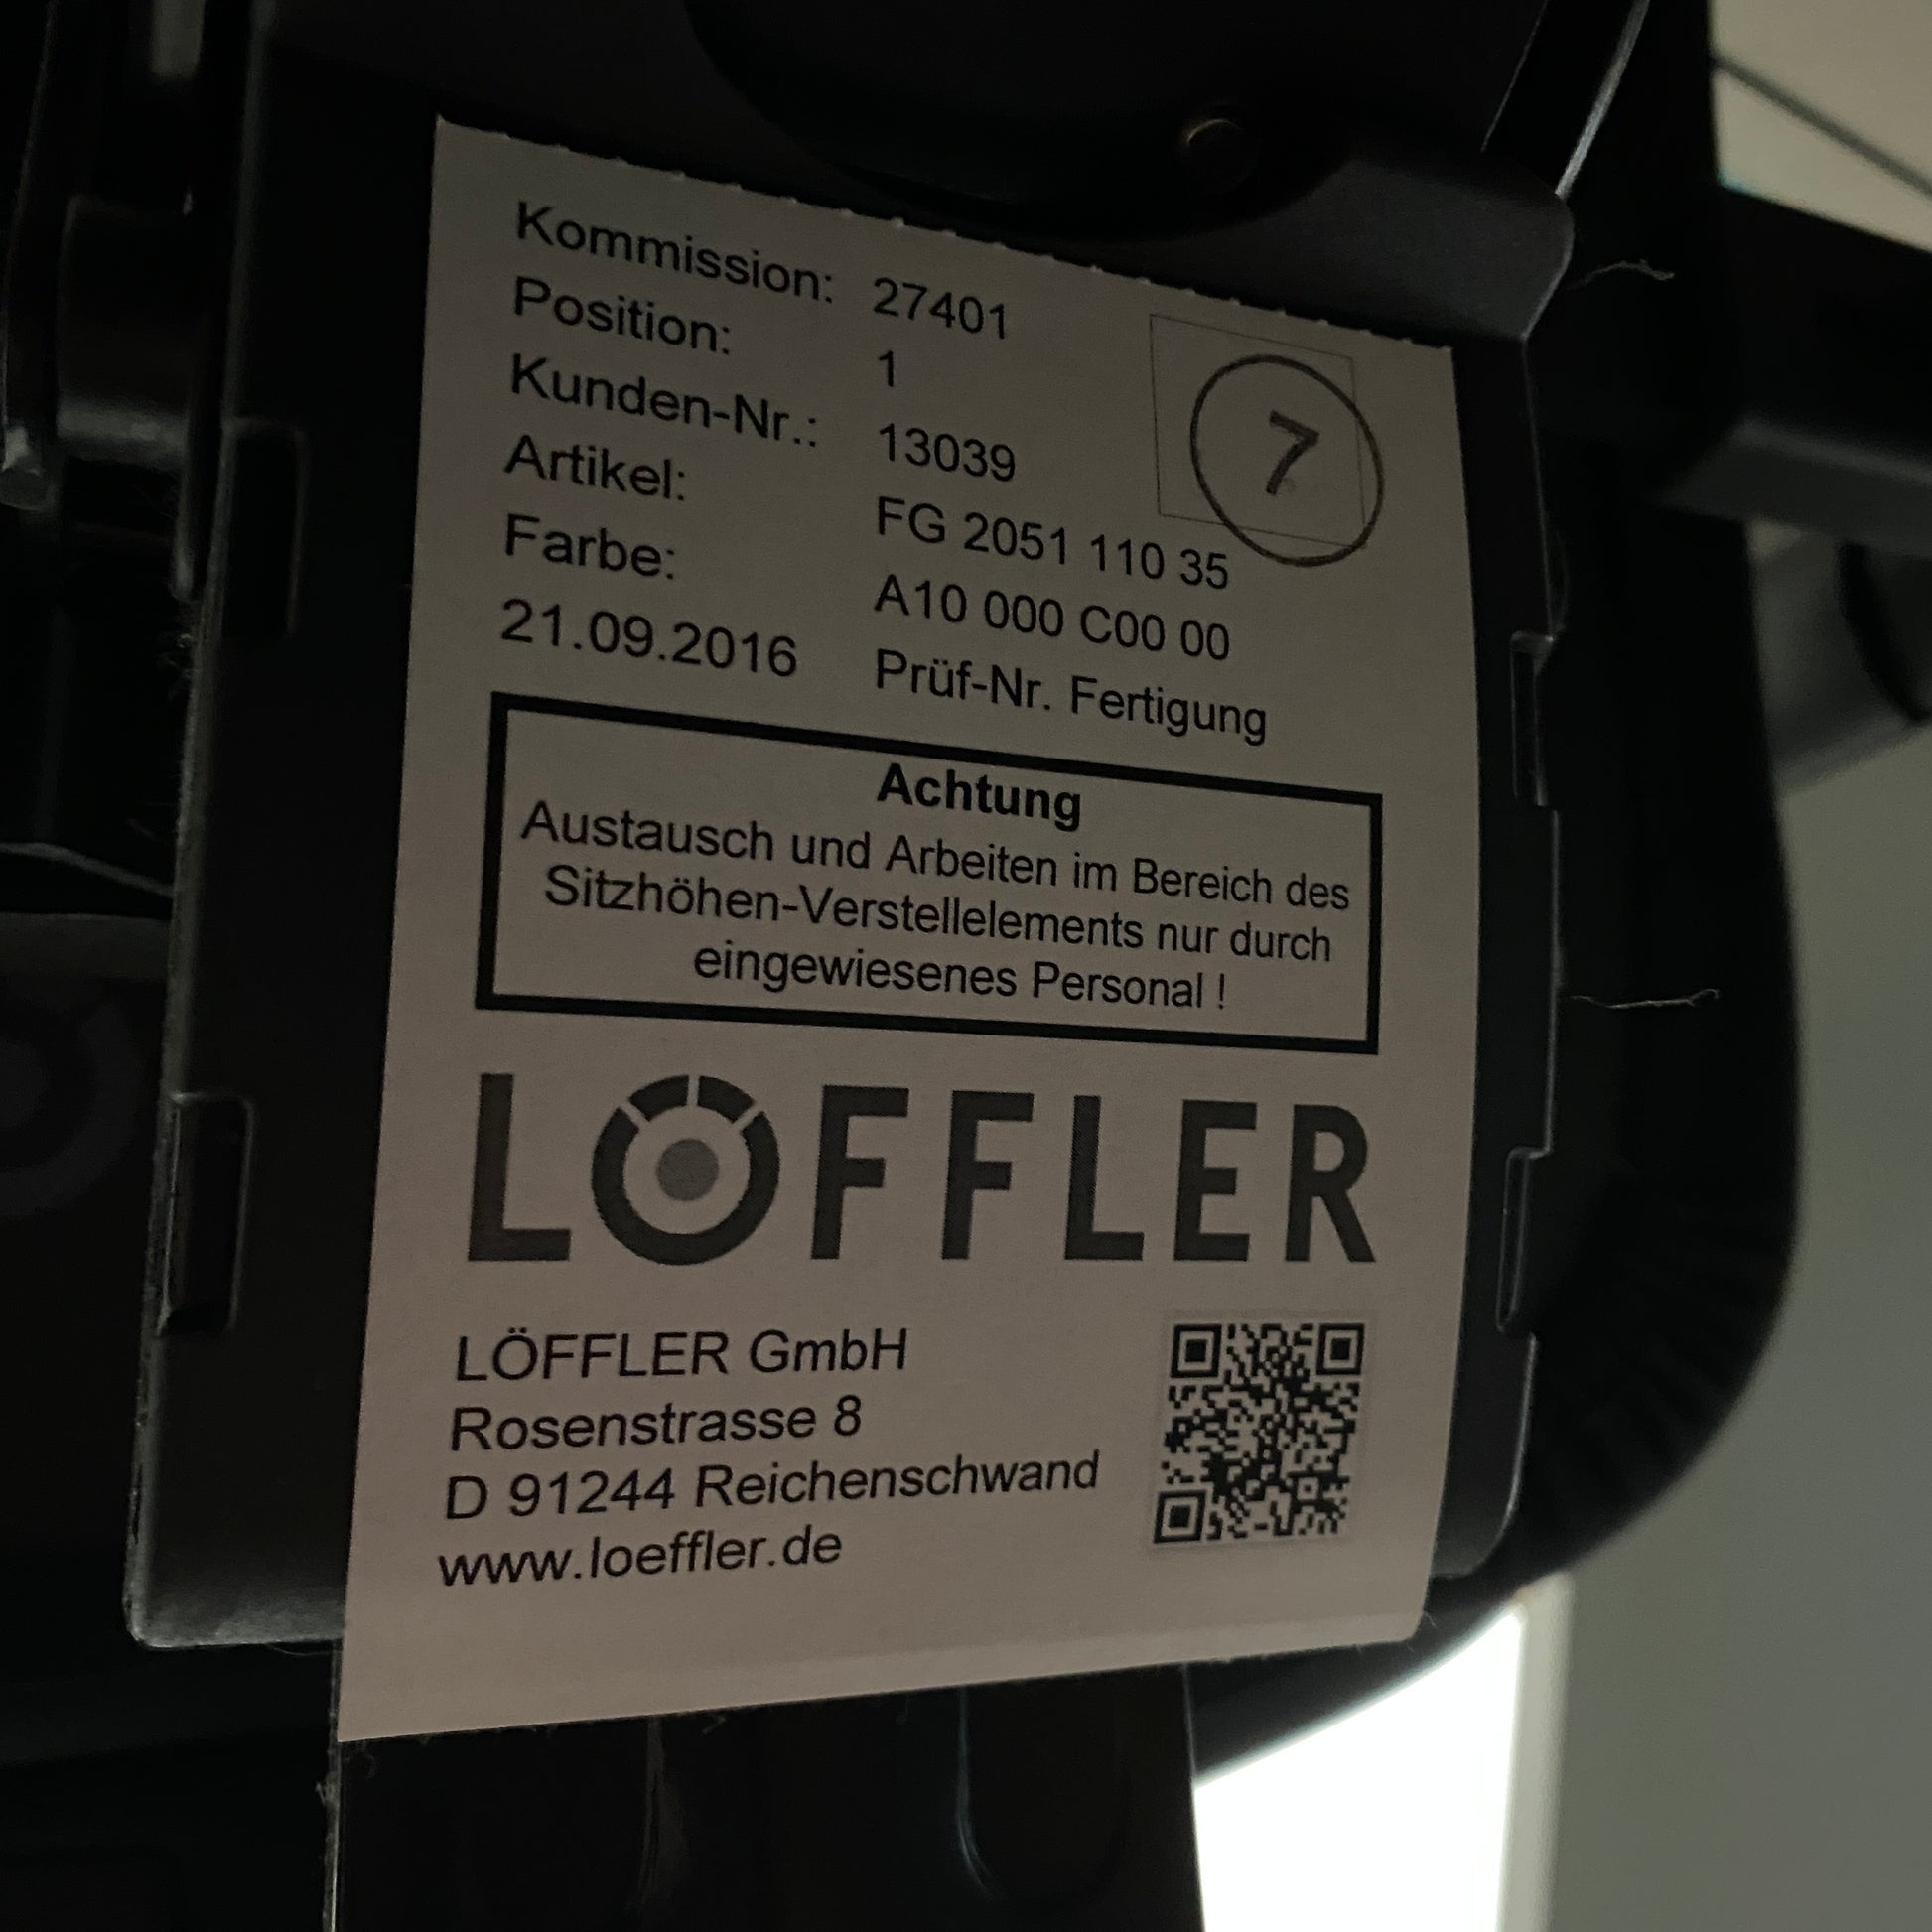 Kommission: 27401
Position: 1
Kunden-Nr.: 13039
Artikel: FG 2051 110 35
Farbe: A10 000 C00 00
21.09.2016 Prüf-Nr. Fertigung
7
Achtung
Austausch und Arbeiten im Bereich des
Sitzhöhen-Verstellelements nur durch
eingewiesenes Personal !
LÖFFLER
LÖFFLER GmbH
Rosenstrasse 8
D 91244 Reichenschwand
www.loeffler.de